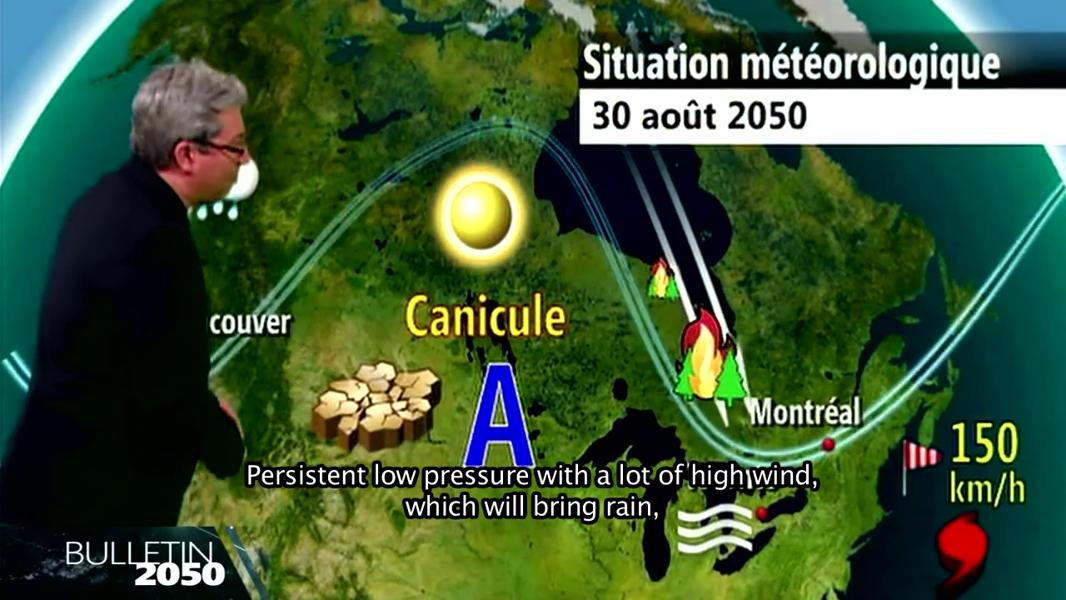 Situation météorologique
30 août 2050
couver
Canicule
A
Montréal
150
km/h
Persistent low pressure with a lot of high wind,
which will bring rain,
BULLETIN
2050